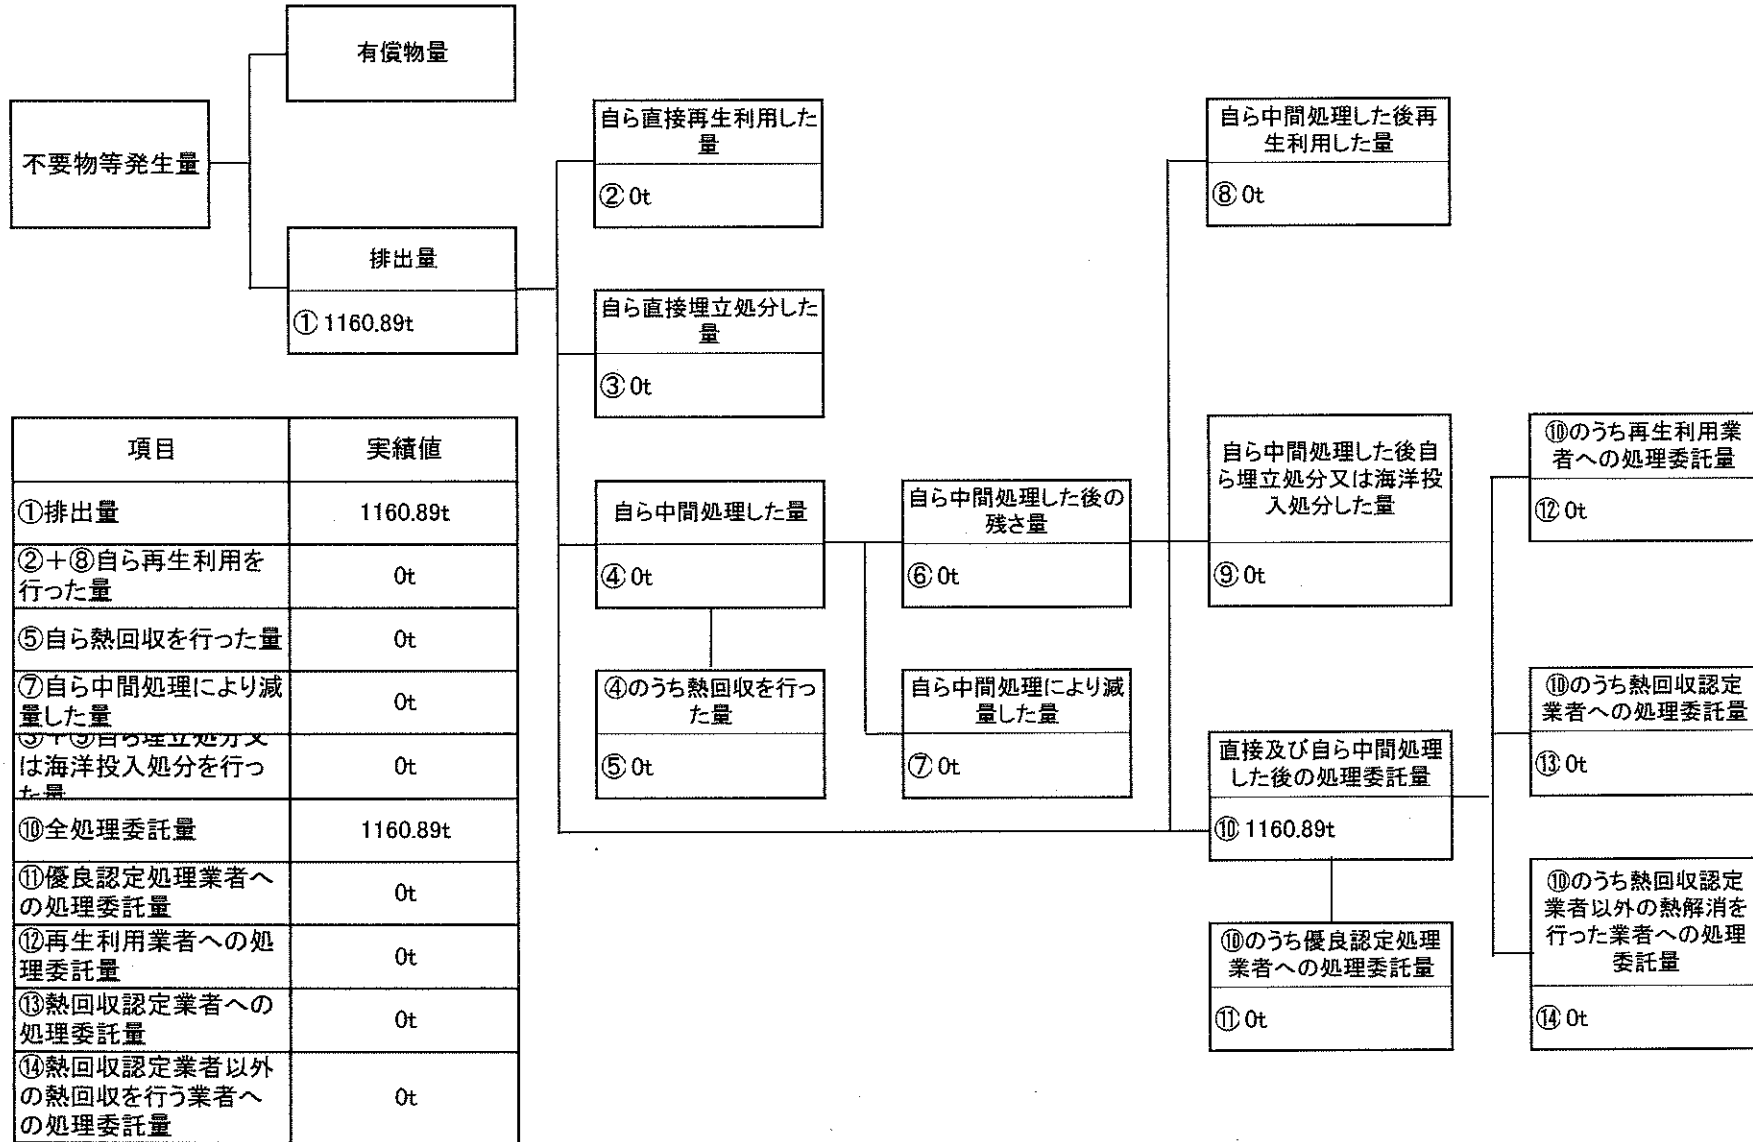 有償物量
不要物等発生量
排出量
① 1160.89t
自ら直接再生利用した
量
② 0t
自ら直接埋立処分した
量
③ 0t
自ら中間処理した量
④ 0t
④のうち熱回収を行っ
た量
⑤ 0t
自ら中間処理した後の
残さ量
⑥ 0t
自ら中間処理により減
量した量
⑦ 0t
自ら中間処理した後再
生利用した量
⑧ 0t
自ら中間処理した後自
ら埋立処分又は海洋投
入処分した量
⑨ 0t
直接及び自ら中間処理
した後の処理委託量
⑩ 1160.89t
⑩のうち優良認定処理
業者への処理委託量
⑪ 0t
⑩のうち再生利用業
者への処理委託量
⑫ 0t
⑩のうち熱回収認定
業者への処理委託量
⑬ 0t
⑩のうち熱回収認定
業者以外の熱解消を
行った業者への処理
委託量
⑭ 0t
項目 実績値
①排出量 1160.89t
②+⑧自ら再生利用を
行った量 0t
⑤自ら熱回収を行った量 0t
⑦自ら中間処理により減
量した量 0t
③+⑨自ら埋立処分又
は海洋投入処分を行っ
た量 0t
⑩全処理委託量 1160.89t
⑪優良認定処理業者へ
の処理委託量 0t
⑫再生利用業者への処
理委託量 0t
⑬熱回収認定業者への
処理委託量 0t
⑭熱回収認定業者以外
の熱回収を行う業者へ
の処理委託量 0t